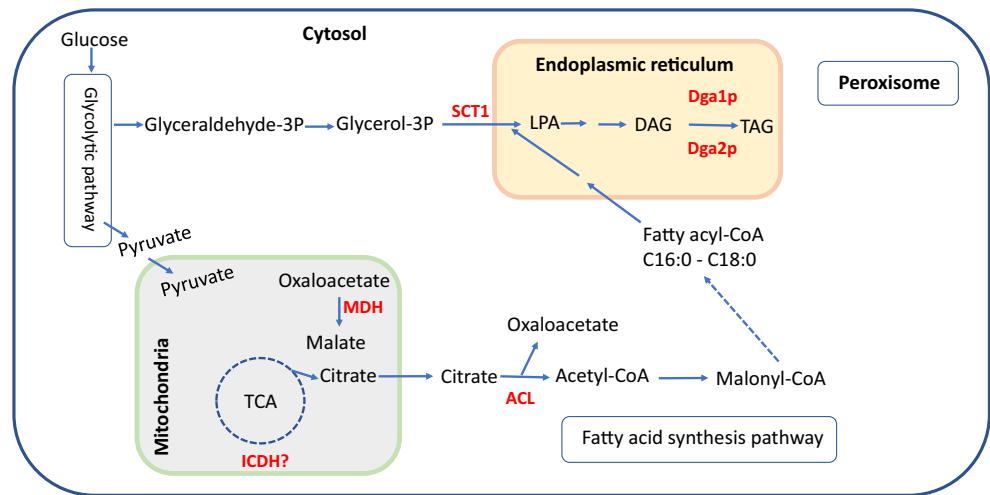 Glucose
Cytosol
Glycolytic pathway
Endoplasmic reticulum
Peroxisome
Glyceraldehyde-3P
Glycerol-3P
SCT1
LPA
DAG
Dga1p
Dga2p
TAG
Pyruvate
Pyruvate
Fatty acyl-CoA
C16:0 - C18:0
Mitochondria
Oxaloacetate
MDH
Malate
Citrate
TCA
ICDH?
Citrate
ACL
Oxaloacetate
Acetyl-CoA
Malonyl-CoA
Fatty acid synthesis pathway